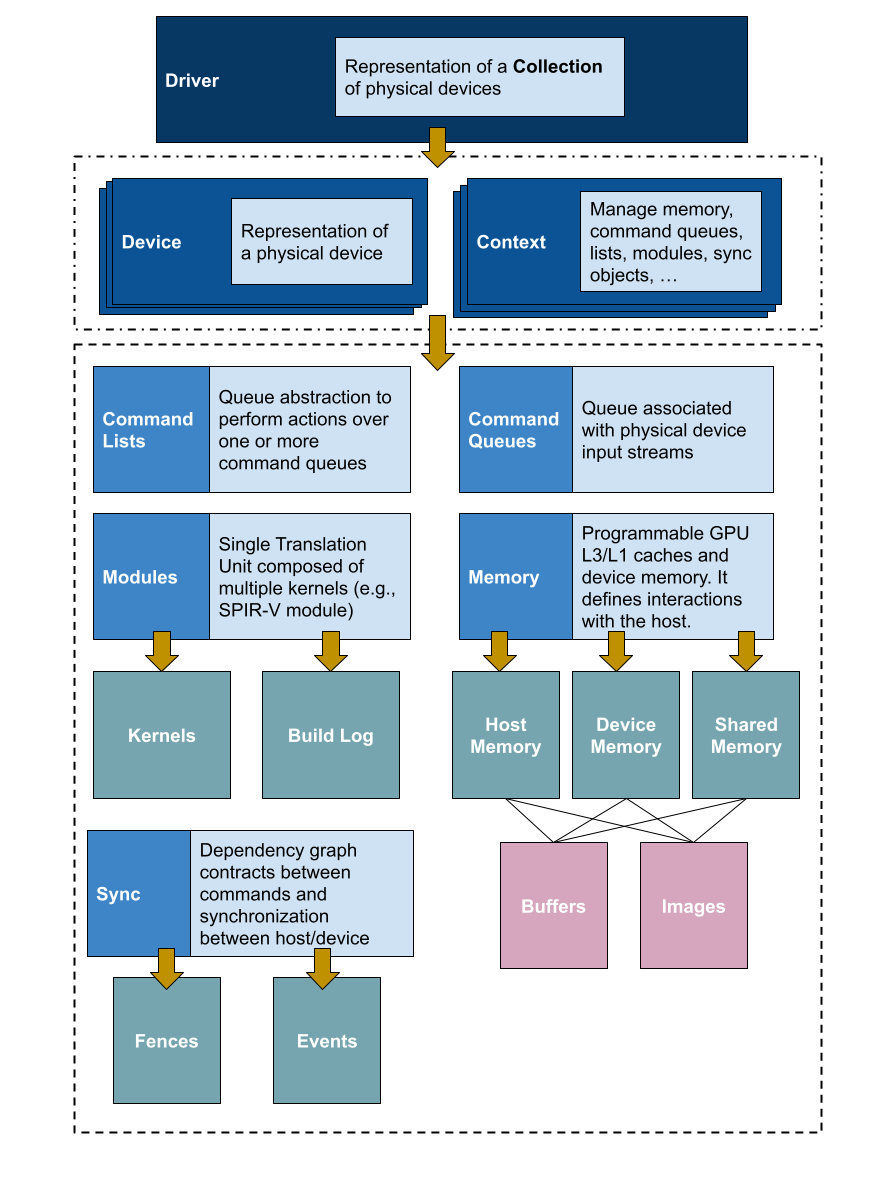 Driver
Representation of a Collection
of physical devices
Device
Representation of
a physical device
Context
Manage memory,
command queues,
lists, modules, sync
objects, …
Command
Lists
Queue abstraction to
perform actions over
one or more
command queues
Command
Queues
Queue associated
with physical device
input streams
Modules
Single Translation
Unit composed of
multiple kernels (e.g.,
SPIR-V module)
Memory
Programmable GPU
L3/L1 caches and
device memory. It
defines interactions
with the host.
Kernels
Build Log
Host
Memory
Device
Memory
Shared
Memory
Sync
Dependency graph
contracts between
commands and
synchronization
between host/device
Buffers
Images
Fences
Events